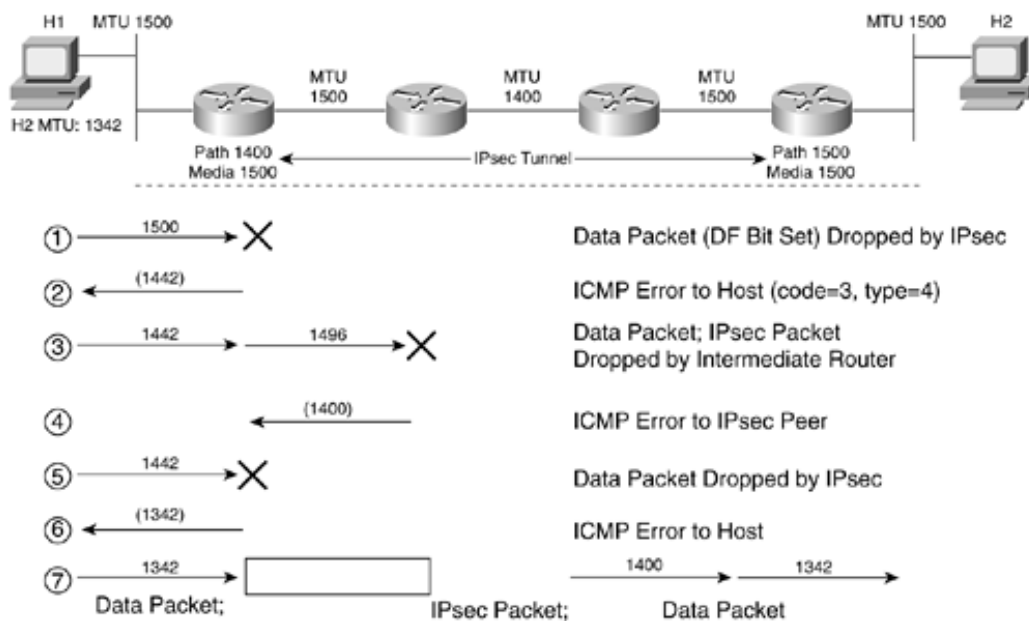 H1
MTU 1500
MTU 1500
H2
MTU
1500
MTU
1400
MTU
1500
H2 MTU: 1342
Path 1400
Media 1500
IPsec Tunnel
Path 1500
Media 1500
1 1500 Data Packet (DF Bit Set) Dropped by IPsec
2 (1442) ICMP Error to Host (code=3, type=4)
3 1442 1496 Data Packet; IPsec Packet
Dropped by Intermediate Router
4 (1400) ICMP Error to IPsec Peer
5 1442 Data Packet Dropped by IPsec
6 (1342) ICMP Error to Host
7 1342 1400 1342
Data Packet; IPsec Packet; Data Packet